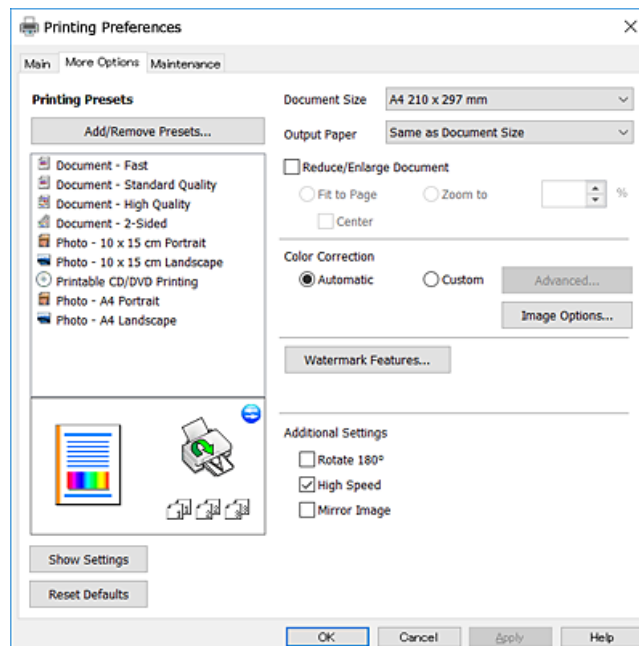 Printing Preferences
Main More Options Maintenance
Printing Presets
Add/Remove Presets...
Document - Fast
Document - Standard Quality
Document - High Quality
Document - 2-Sided
Photo - 10 x 15 cm Portrait
Photo - 10 x 15 cm Landscape
Printable CD/DVD Printing
Photo - A4 Portrait
Photo - A4 Landscape
Show Settings
Reset Defaults
Document Size A4 210 x 297 mm
Output Paper Same as Document Size
Reduce/Enlarge Document
Fit to Page Zoom to %
Center
Color Correction
Automatic Custom Advanced...
Image Options...
Watermark Features...
Additional Settings
Rotate 180°
High Speed
Mirror Image
OK Cancel Apply Help